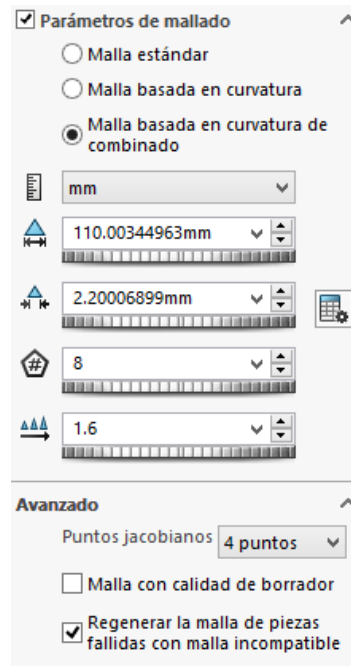 Parámetros de mallado
Malla estándar
Malla basada en curvatura
Malla basada en curvatura de
combinado
mm
110.00344963mm
2.20006899mm
#
8
1.6
Avanzado
Puntos jacobianos 4 puntos
Malla con calidad de borrador
Regenerar la malla de piezas
fallidas con malla incompatible